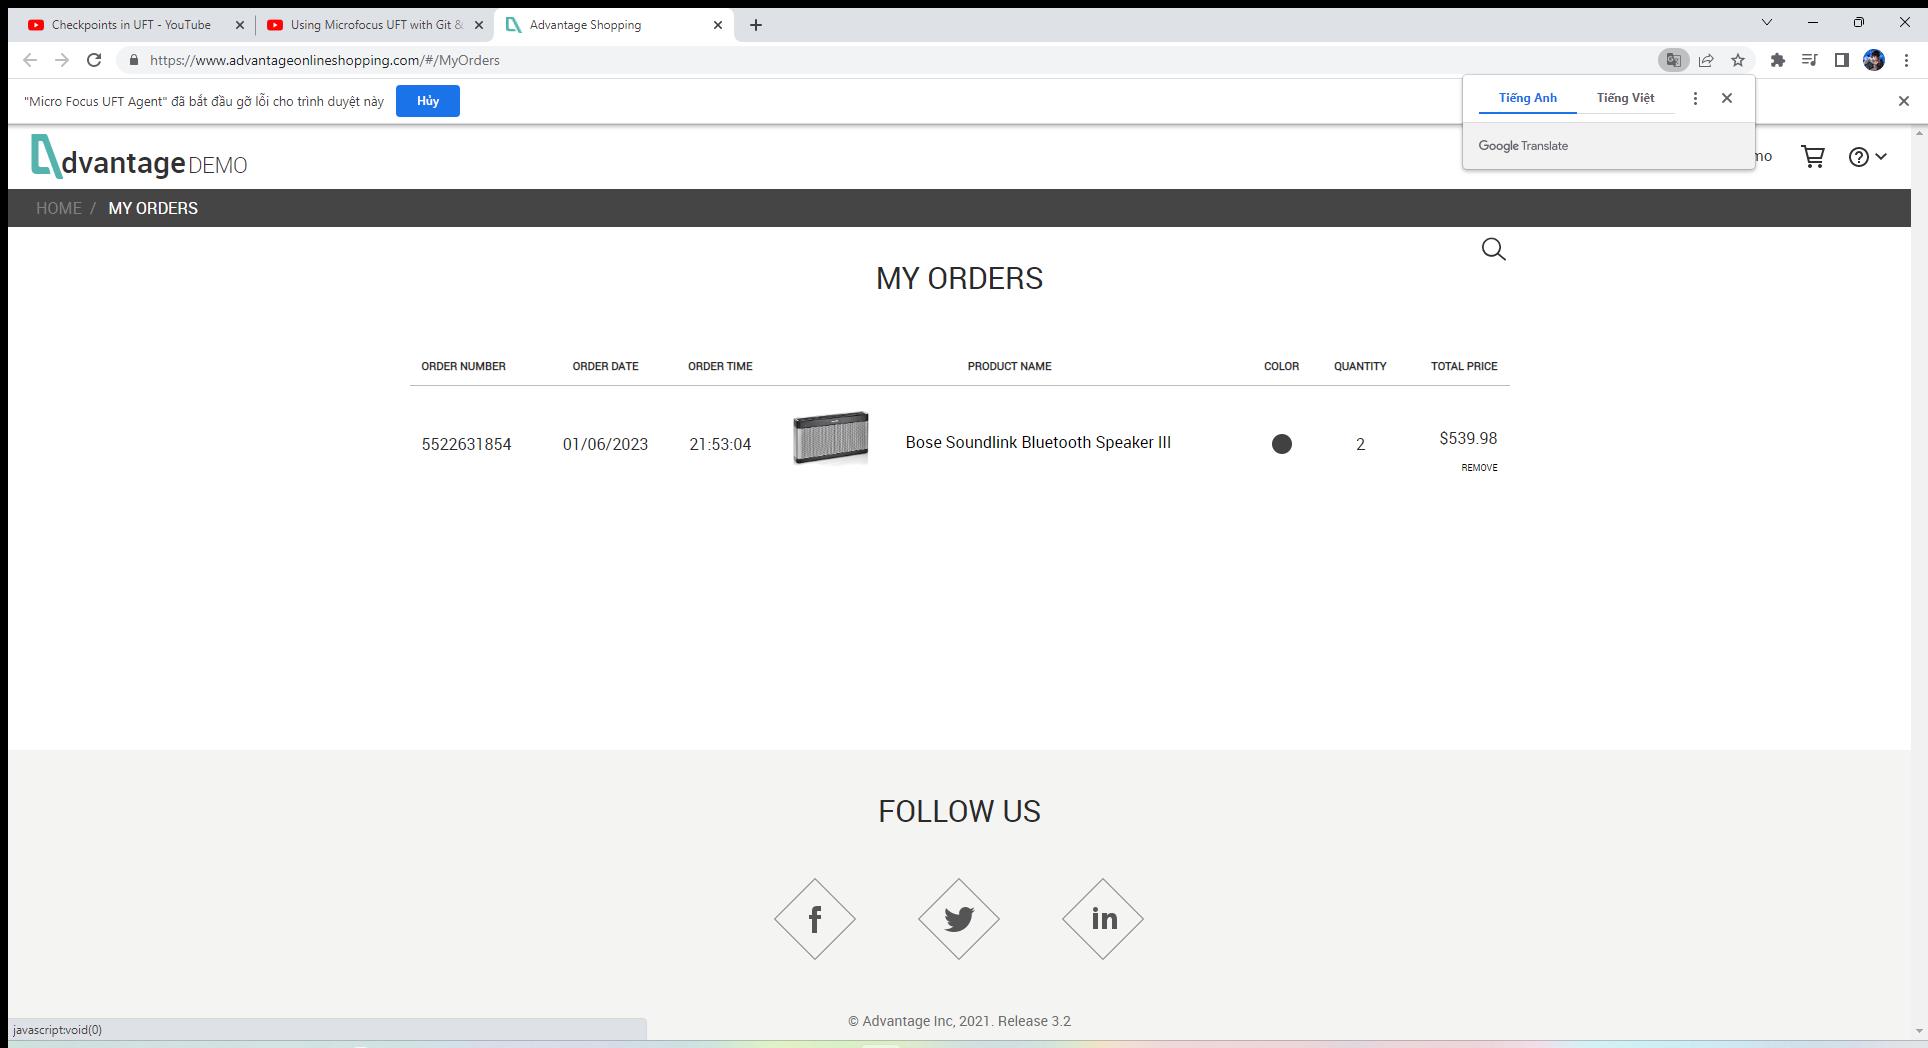 Checkpoints in UFT - YouTube
Using Microfocus UFT with Git &
Advantage Shopping
https://www.advantageonlineshopping.com/#/MyOrders
"Micro Focus UFT Agent" đã bắt đầu gỡ lỗi cho trình duyệt này
Hủy
Tiếng Anh
Tiếng Việt
Google Translate
dvantage DEMO
mo
HOME / MY ORDERS
MY ORDERS
ORDER NUMBER ORDER DATE ORDER TIME PRODUCT NAME COLOR QUANTITY TOTAL PRICE
5522631854 01/06/2023 21:53:04 Bose Soundlink Bluetooth Speaker III 2 $539.98
REMOVE
FOLLOW US
f
in
© Advantage Inc, 2021. Release 3.2
javascript:void(0)